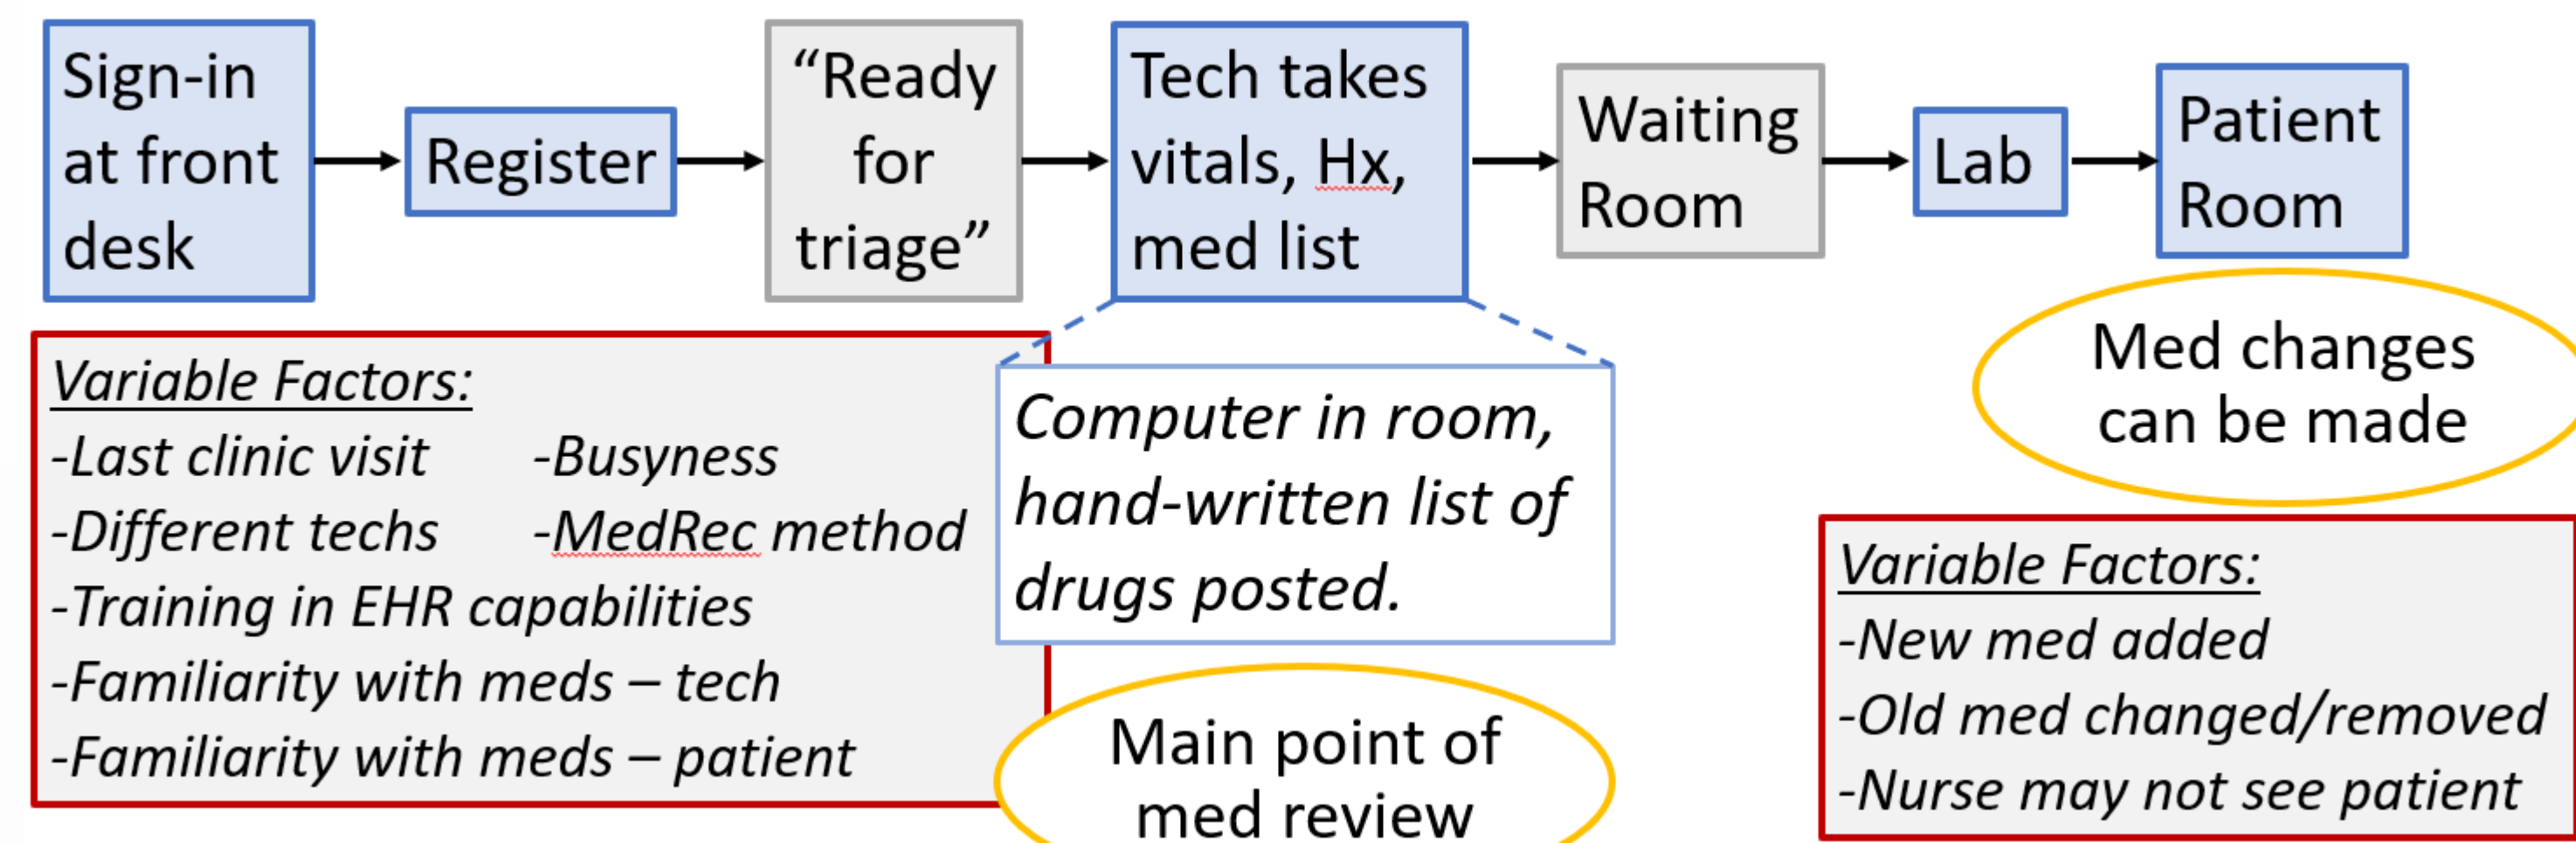 Sign-in
at front
desk
Register
“Ready
for
triage”
Tech takes
vitals, Hx,
med list
Waiting
Room
Lab
Patient
Room
Variable Factors:
-Last clinic visit -Busyness
-Different techs -MedRec method
-Training in EHR capabilities
-Familiarity with meds – tech
-Familiarity with meds – patient
Computer in room,
hand-written list of
drugs posted.
Main point of
med review
Med changes
can be made
Variable Factors:
-New med added
-Old med changed/removed
-Nurse may not see patient